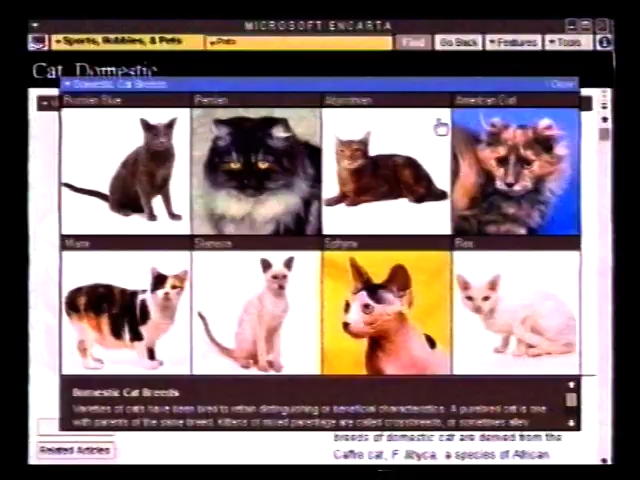 MICROSOFT ENCARTA
Sports, Hobbies, & Pets
Pets
Find
Go Back
Features
Tools
Cat, Domestic
Domestic Cat Breeds
Close
Russian Blue
Persian
Abyssinian
American Curl
Manx
Siamese
Sphynx
Rex
Domestic Cat Breeds
Varieties of cats have been bred to retain distinguishing or beneficial characteristics. A purebred cat is one
with parents of the same breed. Kittens of mixed parentage are called crossbreeds, or sometimes alley
Related Articles
breeds of domestic cat are derived from the
Caffre cat, F. libyca, a species of African